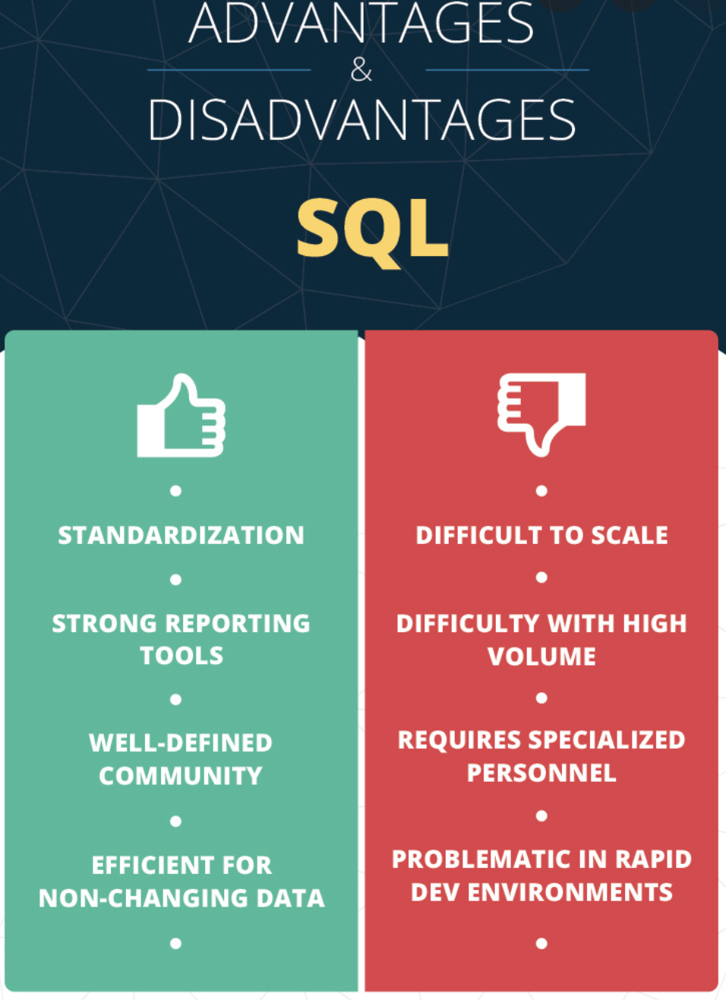 ADVANTAGES
&
DISADVANTAGES
SQL
STANDARDIZATION
STRONG REPORTING
TOOLS
WELL-DEFINED
COMMUNITY
EFFICIENT FOR
NON-CHANGING DATA
DIFFICULT TO SCALE
DIFFICULTY WITH HIGH
VOLUME
REQUIRES SPECIALIZED
PERSONNEL
PROBLEMATIC IN RAPID
DEV ENVIRONMENTS